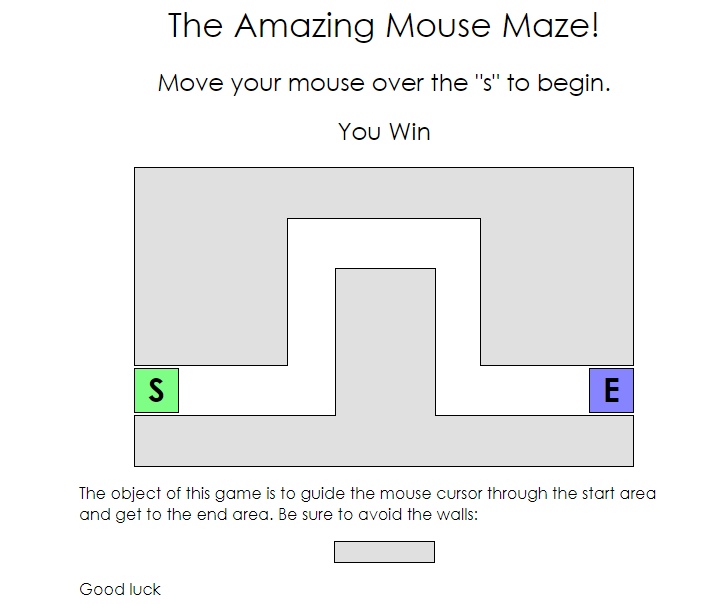 The Amazing Mouse Maze!
Move your mouse over the "s" to begin.
You Win
S
E
The object of this game is to guide the mouse cursor through the start area
and get to the end area. Be sure to avoid the walls:
Good luck